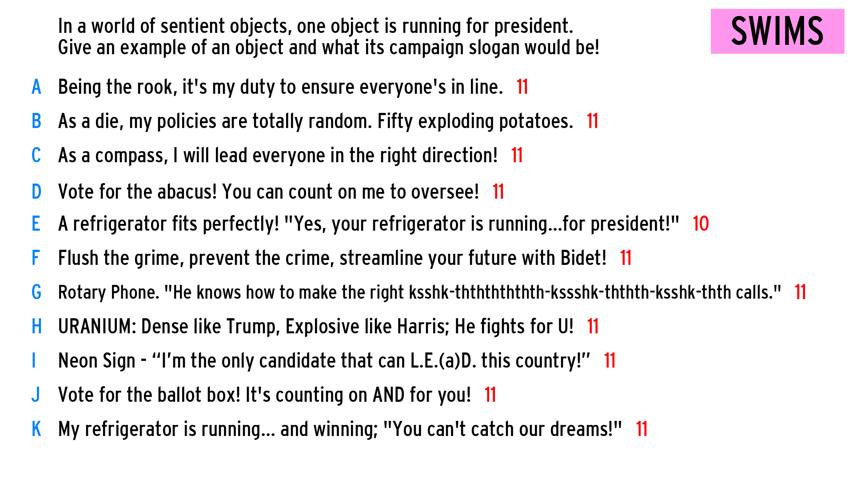 In a world of sentient objects, one object is running for president.
Give an example of an object and what its campaign slogan would be!
SWIMS
A Being the rook, it's my duty to ensure everyone's in line. 11
B As a die, my policies are totally random. Fifty exploding potatoes. 11
C As a compass, I will lead everyone in the right direction! 11
D Vote for the abacus! You can count on me to oversee! 11
E A refrigerator fits perfectly! "Yes, your refrigerator is running...for president!" 10
F Flush the grime, prevent the crime, streamline your future with Bidet! 11
G Rotary Phone. "He knows how to make the right ksshk-thththththth-kssshk-ththth-ksshk-thth calls." 11
H URANIUM: Dense like Trump, Explosive like Harris; He fights for U! 11
I Neon Sign - “I’m the only candidate that can L.E.(a)D. this country!” 11
J Vote for the ballot box! It's counting on AND for you! 11
K My refrigerator is running... and winning; "You can't catch our dreams!" 11